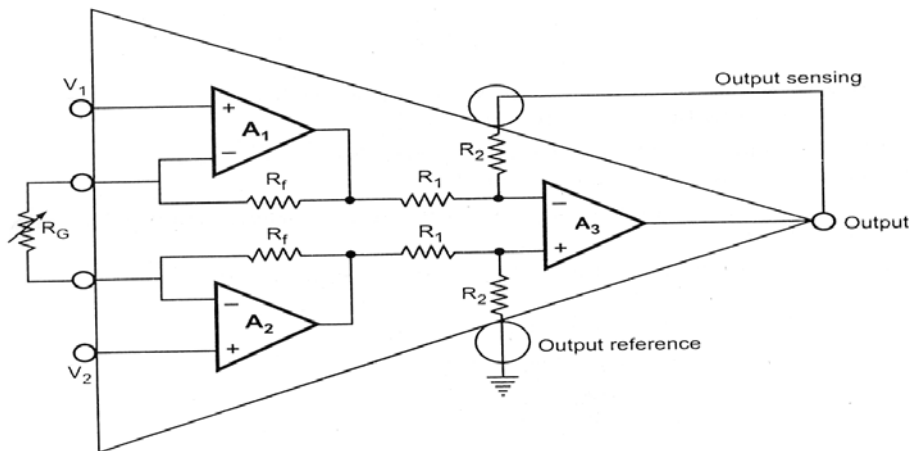 V1
Output sensing
+
A1
−
R2
Rf
R1
RG
−
A3
+
Output
Rf
R1
R2
−
A2
+
Output reference
V2